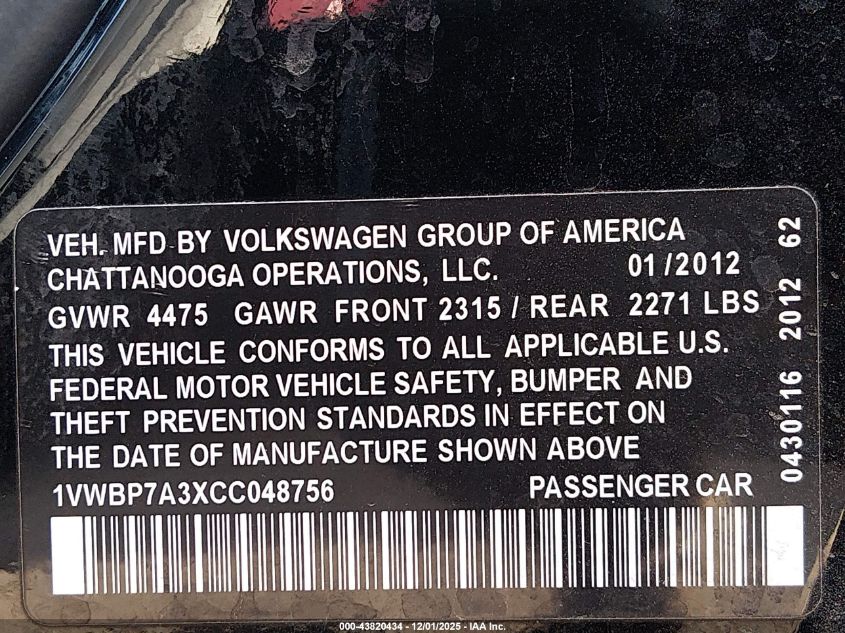 VEH. MFD BY VOLKSWAGEN GROUP OF AMERICA
CHATTANOOGA OPERATIONS, LLC. 01/2012
GVWR 4475 GAWR FRONT 2315 / REAR 2271 LBS
THIS VEHICLE CONFORMS TO ALL APPLICABLE U.S.
FEDERAL MOTOR VEHICLE SAFETY, BUMPER AND
THEFT PREVENTION STANDARDS IN EFFECT ON
THE DATE OF MANUFACTURE SHOWN ABOVE
1VWBP7A3XCC048756 PASSENGER CAR
0430116 2012 62
000-43820434 - 12/01/2025 - IAA Inc.